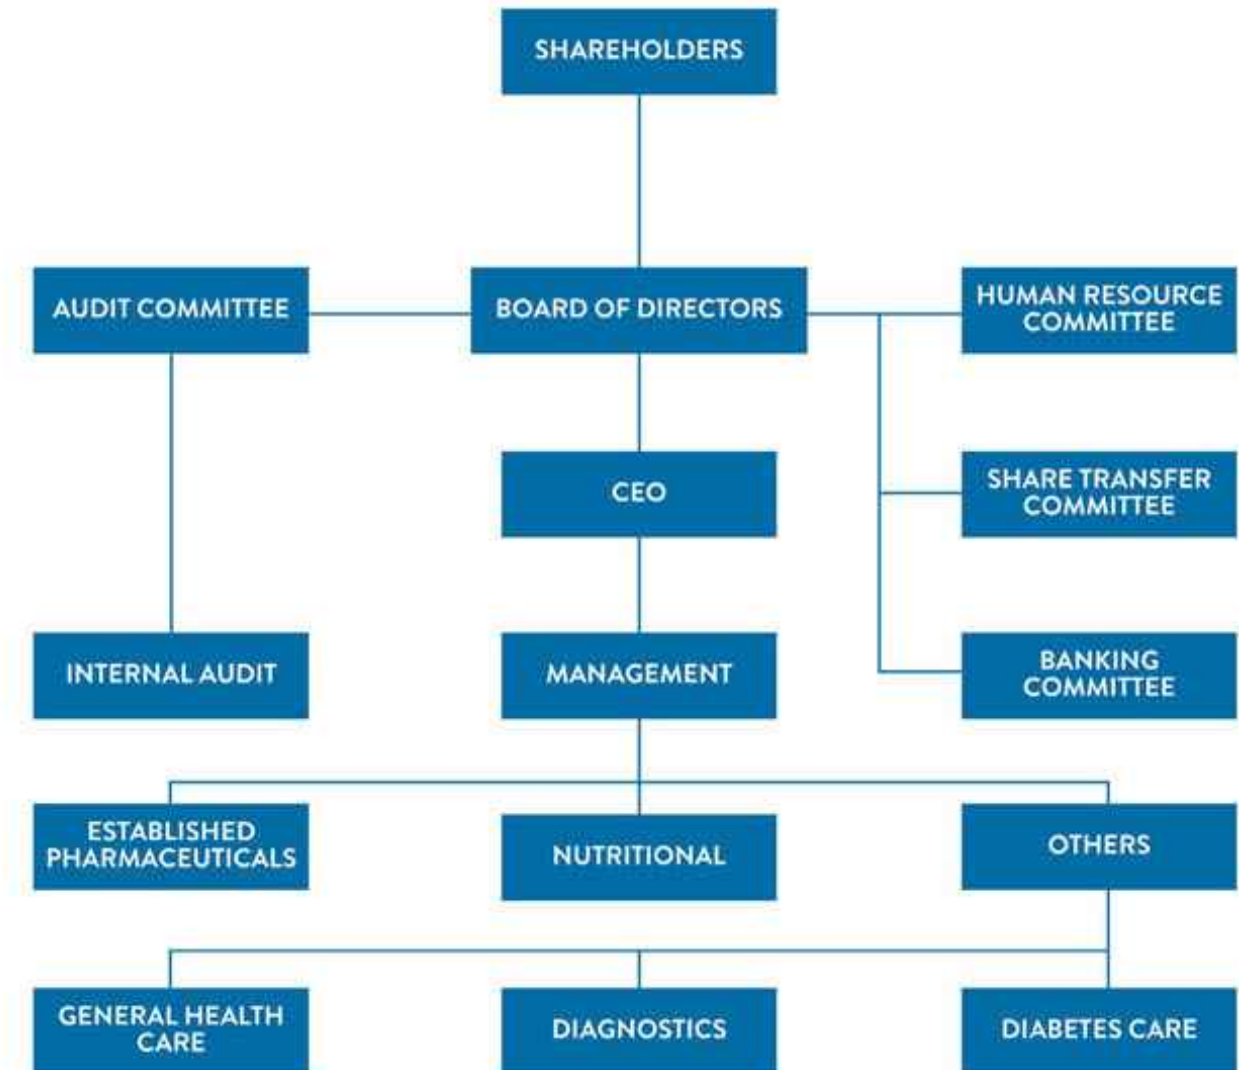 SHAREHOLDERS
AUDIT COMMITTEE
BOARD OF DIRECTORS
HUMAN RESOURCE
COMMITTEE
CEO
SHARE TRANSFER
COMMITTEE
INTERNAL AUDIT
MANAGEMENT
BANKING
COMMITTEE
ESTABLISHED
PHARMACEUTICALS
NUTRITIONAL
OTHERS
GENERAL HEALTH
CARE
DIAGNOSTICS
DIABETES CARE